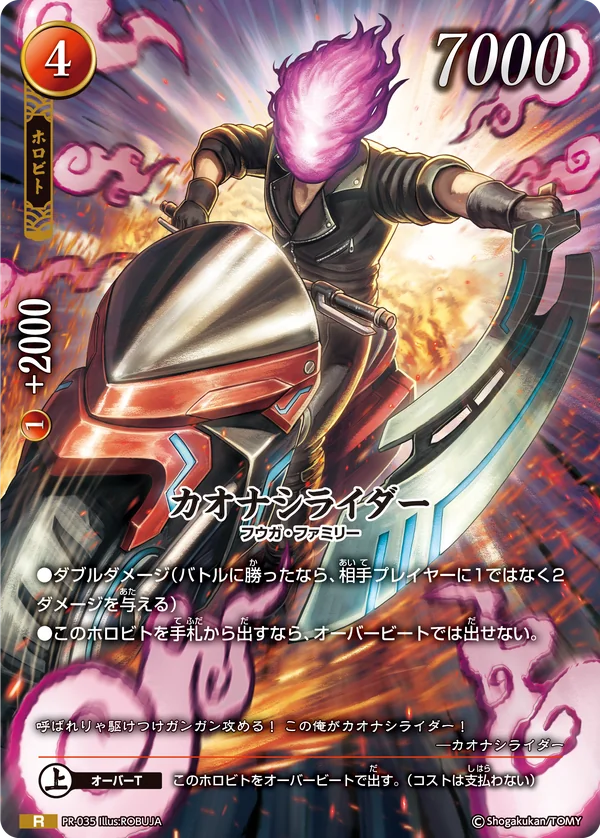 4
7000
ホロビト
1 +2000
カオナシライダー
フウガ・ファミリー
●ダブルダメージ(バトルに勝ったなら、相手プレイヤーに1ではなく2
ダメージを与える)
●このホロビトを手札から出すなら、オーバービートでは出せない。
呼ばれりゃ駆けつけガンガン攻める! この俺がカオナシライダー!
―カオナシライダー
上 オーバーT このホロビトをオーバービートで出す。(コストは支払わない)
R PR-035 Illus:ROBUJA © Shogakukan/TOMY